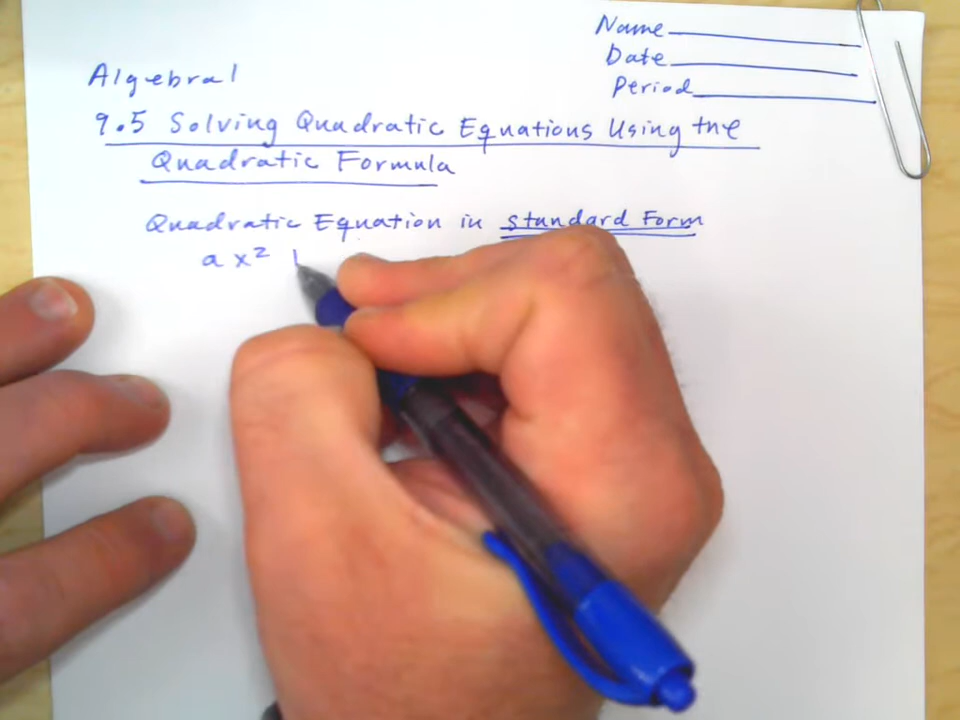 Name
Date
Period
Algebra 1
9.5 Solving Quadratic Equations Using the
Quadratic Formula
Quadratic Equation in standard Form
ax²